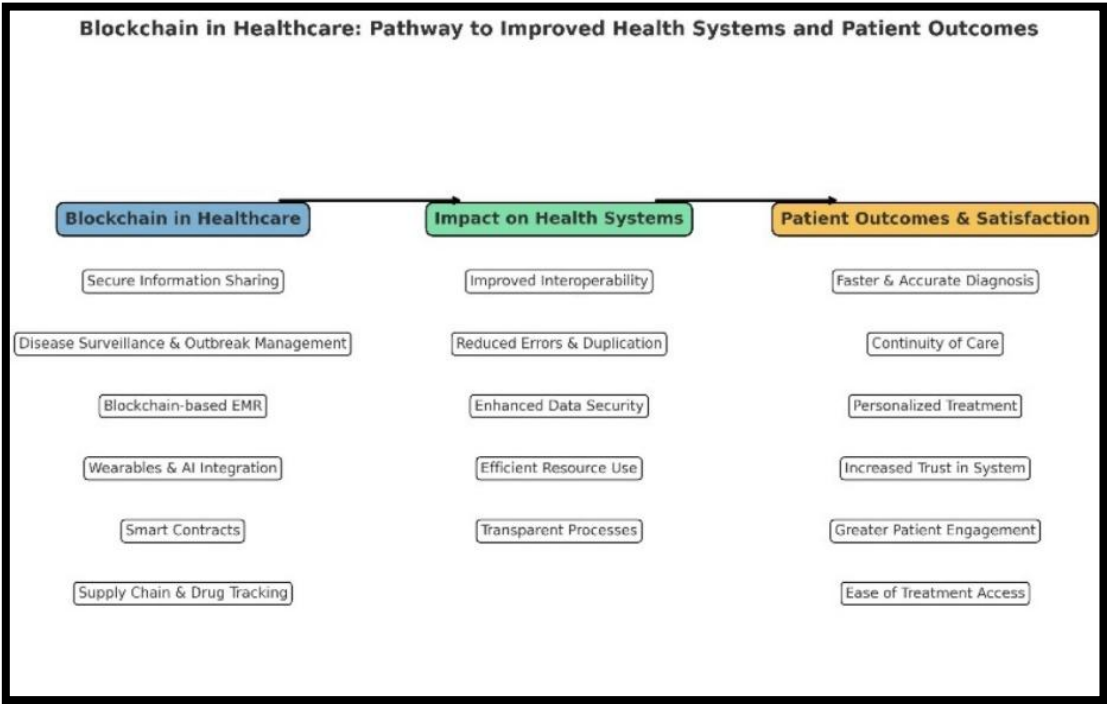 Blockchain in Healthcare: Pathway to Improved Health Systems and Patient Outcomes
Blockchain in Healthcare
Secure Information Sharing
Disease Surveillance & Outbreak Management
Blockchain-based EMR
Wearables & AI Integration
Smart Contracts
Supply Chain & Drug Tracking
Impact on Health Systems
Improved Interoperability
Reduced Errors & Duplication
Enhanced Data Security
Efficient Resource Use
Transparent Processes
Patient Outcomes & Satisfaction
Faster & Accurate Diagnosis
Continuity of Care
Personalized Treatment
Increased Trust in System
Greater Patient Engagement
Ease of Treatment Access